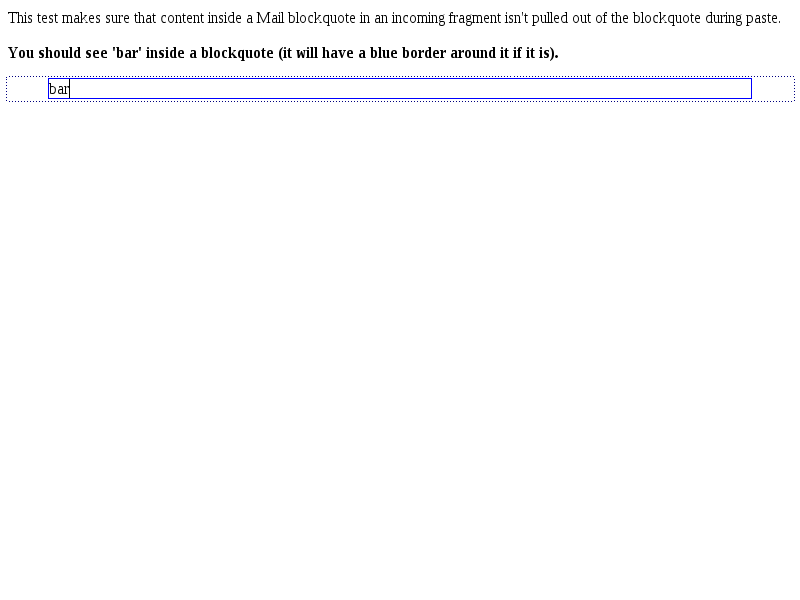 This test makes sure that content inside a Mail blockquote in an incoming fragment isn't pulled out of the blockquote during paste.
You should see 'bar' inside a blockquote (it will have a blue border around it if it is).
bar